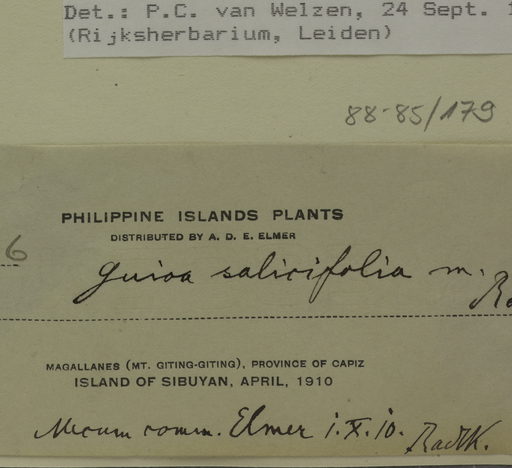 Det.: P.C. van Welzen, 24 Sept.
(Rijksherbarium, Leiden)
88-85/179
PHILIPPINE ISLANDS PLANTS
DISTRIBUTED BY A. D. E. ELMER
6
Guioa salicifolia m.
MAGALLANES (MT. GITING-GITING), PROVINCE OF CAPIZ
ISLAND OF SIBUYAN, APRIL, 1910
Mecum comm. Elmer i.X.10. Radlk.